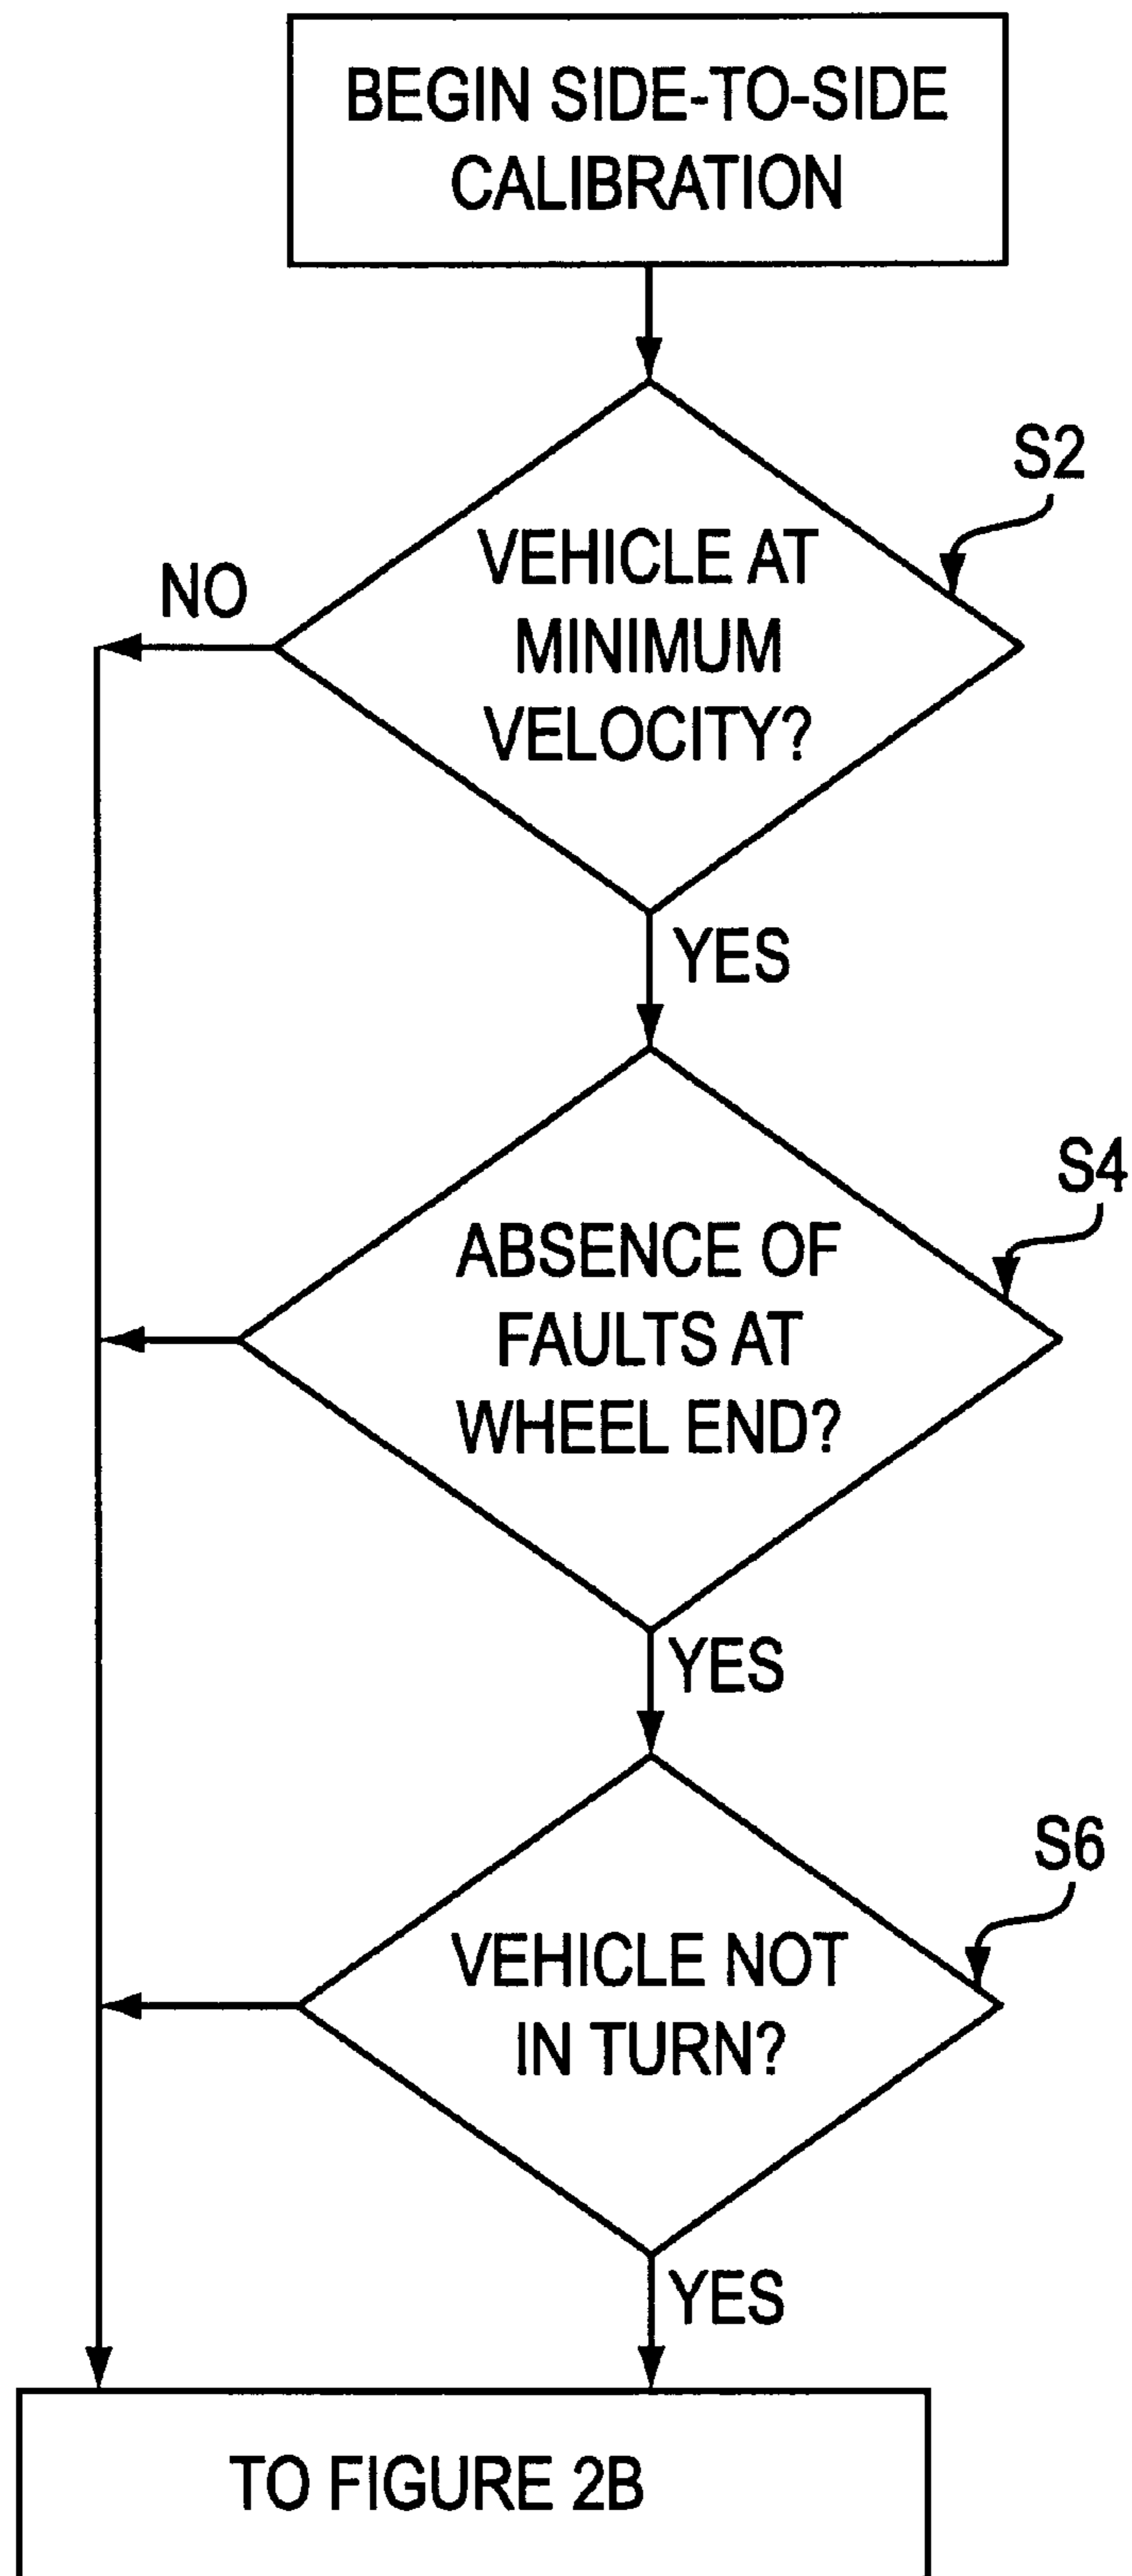 BEGIN SIDE-TO-SIDE
CALIBRATION
S2
VEHICLE AT
MINIMUM
VELOCITY?
NO
YES
S4
ABSENCE OF
FAULTS AT
WHEEL END?
YES
S6
VEHICLE NOT
IN TURN?
YES
TO FIGURE 2B